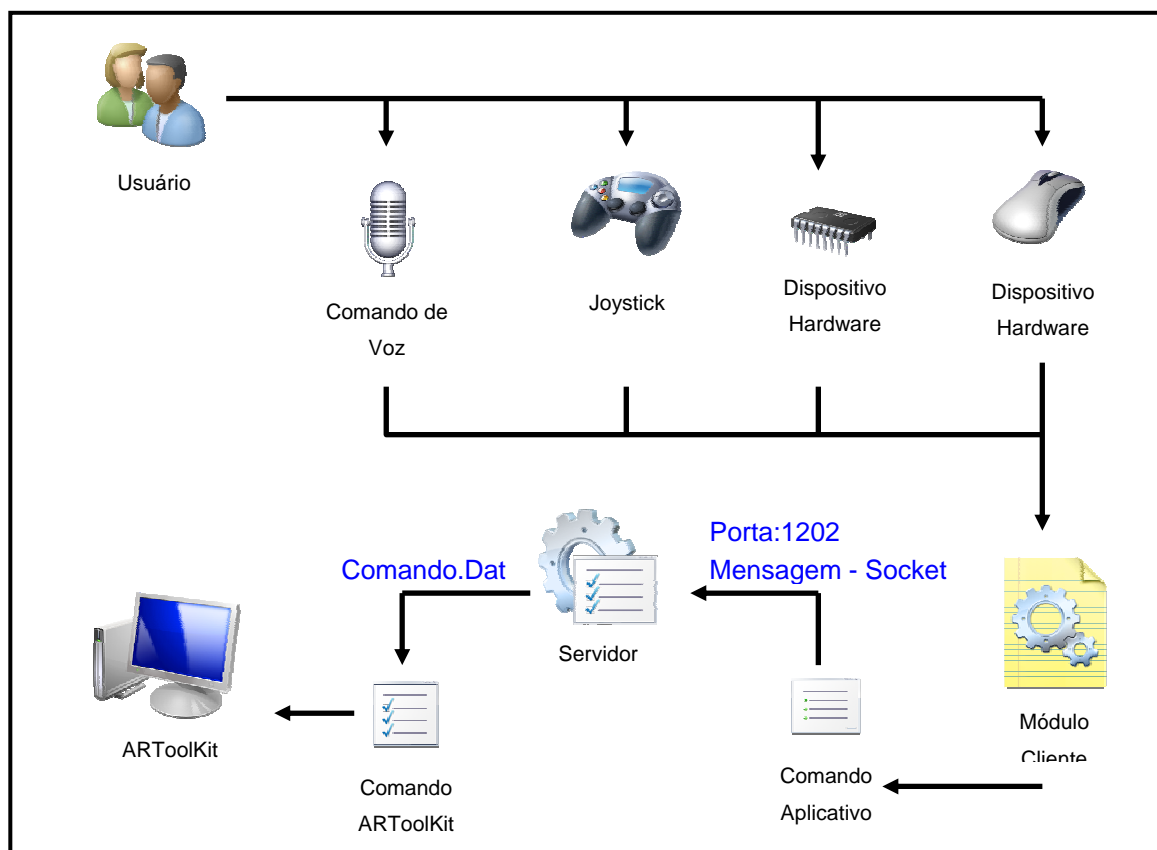 Usuário
Comando de
Voz
Joystick
Dispositivo
Hardware
Dispositivo
Hardware
Porta:1202
Mensagem - Socket
Comando.Dat
Servidor
ARToolKit
Comando
ARToolKit
Comando
Aplicativo
Módulo
Cliente